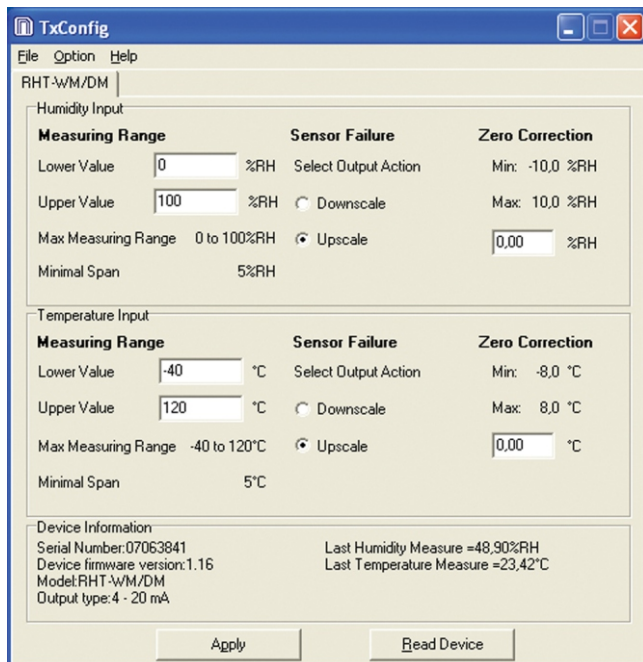 TxConfig
File Option Help
RHT-WM/DM
Humidity Input
Measuring Range Sensor Failure Zero Correction
Lower Value 0 %RH Select Output Action Min: -10,0 %RH
Upper Value 100 %RH Downscale Max: 10,0 %RH
Max Measuring Range 0 to 100%RH Upscale 0,00 %RH
Minimal Span 5%RH
Temperature Input
Measuring Range Sensor Failure Zero Correction
Lower Value -40 °C Select Output Action Min: -8,0 °C
Upper Value 120 °C Downscale Max: 8,0 °C
Max Measuring Range -40 to 120°C Upscale 0,00 °C
Minimal Span 5°C
Device Information
Serial Number:07063841 Last Humidity Measure =48,90%RH
Device firmware version:1.16 Last Temperature Measure =23,42°C
Model:RHT-WM/DM
Output type:4 - 20 mA
Apply Read Device